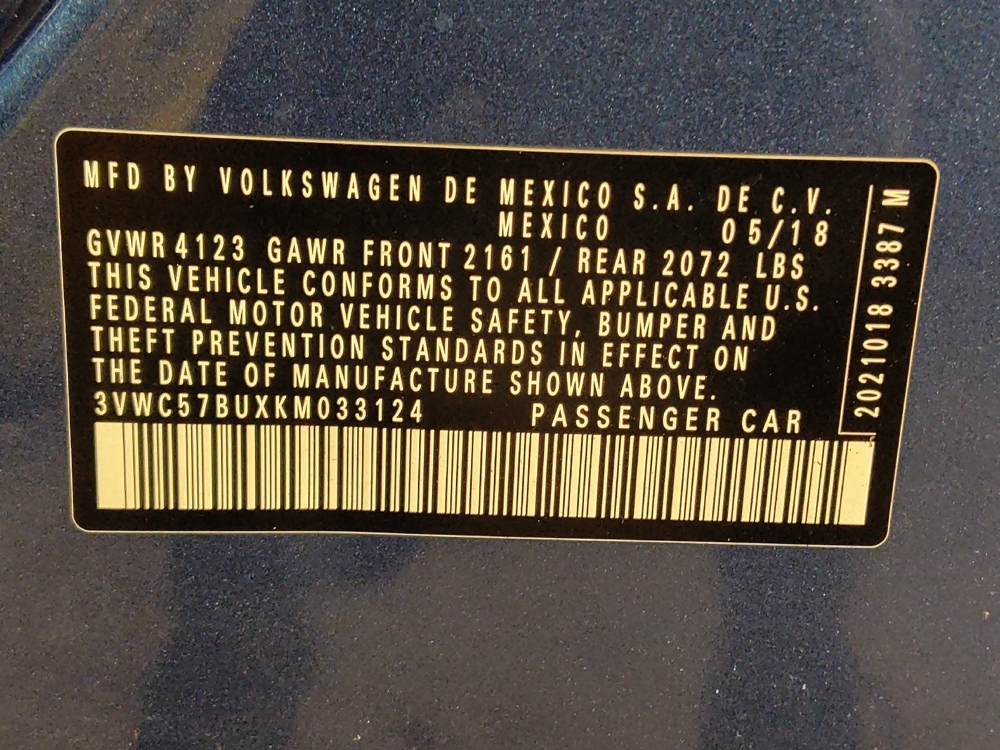 MFD BY VOLKSWAGEN DE MEXICO S.A. DE C.V.
MEXICO 05/18
GVWR 4123 GAWR FRONT 2161 / REAR 2072 LBS
THIS VEHICLE CONFORMS TO ALL APPLICABLE U.S.
FEDERAL MOTOR VEHICLE SAFETY, BUMPER AND
THEFT PREVENTION STANDARDS IN EFFECT ON
THE DATE OF MANUFACTURE SHOWN ABOVE.
3VWC57BUXKM033124 PASSENGER CAR
2021018 3387 M